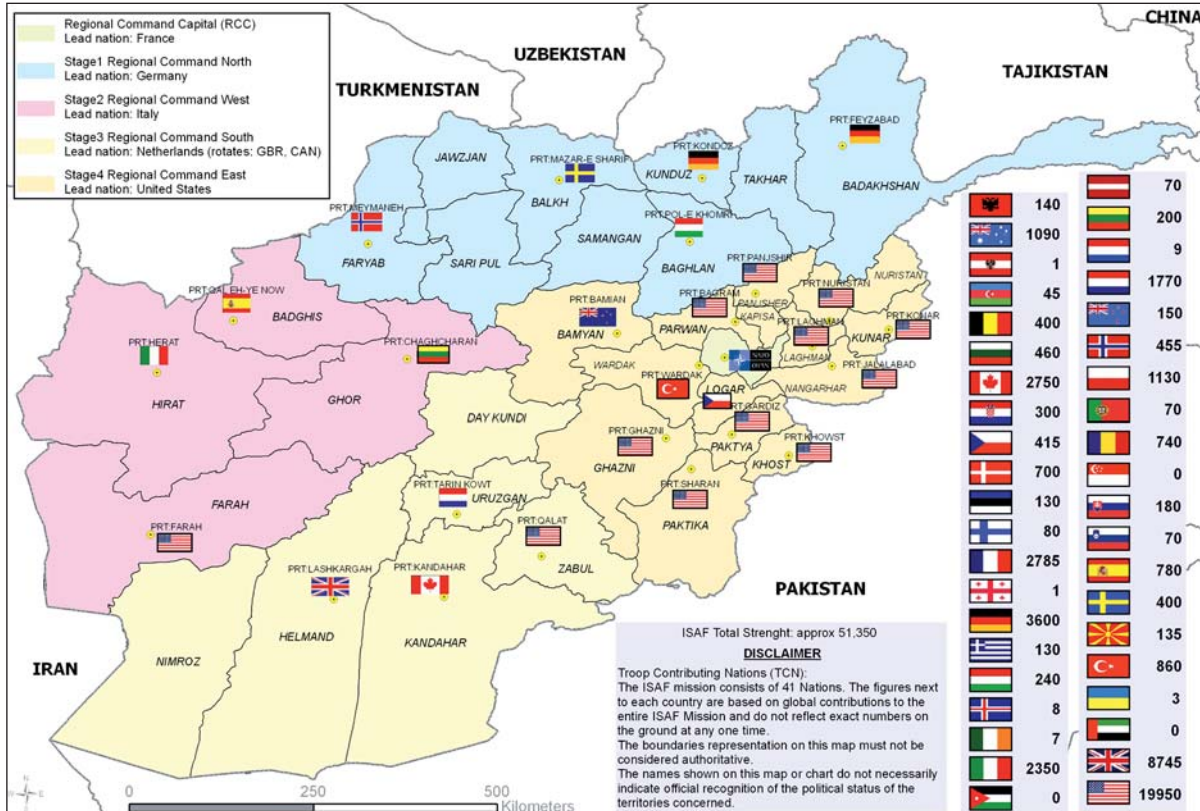 Regional Command Capital (RCC)
Lead nation: France
Stage1 Regional Command North
Lead nation: Germany
Stage2 Regional Command West
Lead nation: Italy
Stage3 Regional Command South
Lead nation: Netherlands (rotates: GBR, CAN)
Stage4 Regional Command East
Lead nation: United States
CHINA
UZBEKISTAN
TAJIKISTAN
TURKMENISTAN
PRT:FEYZABAD
PRT:KONDOZ
JAWZJAN
PRT:MAZAR-E SHARIF
KUNDUZ
TAKHAR
BADAKHSHAN
BALKH
PRT:MEYMANEH
PRT:POL-E KHOMRI
SAMANGAN
FARYAB
SARI PUL
BAGHLAN
PRT:PANJSHIR
NURISTAN
PRT:NURISTAN
PRT:QAL'EH-YE NOW
PRT:BAMIAN
PRT:BAGRAM
KAPISA
PRT:LAGHMAN
PRT:KONAR
BADGHIS
BAMYAN
PARWAN
KUNAR
PRT:HERAT
PRT:CHAGHCHARAN
WARDAK
LAGHMAN
PRT:JALALABAD
PRT:WARDAK
LOGAR
NANGARHAR
HIRAT
GHOR
DAY KUNDI
PRT:GARDIZ
PRT:GHAZNI
PAKTYA
PRT:KHOWST
GHAZNI
KHOST
PRT:TARIN KOWT
PRT:SHARAN
FARAH
URUZGAN
PRT:FARAH
PRT:QALAT
PAKTIKA
ZABUL
PRT:LASHKARGAH
PRT:KANDAHAR
PAKISTAN
HELMAND
KANDAHAR
NIMROZ
IRAN
ISAF Total Strenght: approx 51,350
DISCLAIMER
Troop Contributing Nations (TCN):
The ISAF mission consists of 41 Nations. The figures next
to each country are based on global contributions to the
entire ISAF Mission and do not reflect exact numbers on
the ground at any one time.
The boundaries representation on this map must not be
considered authoritative.
The names shown on this map or chart do not necessarily
indicate official recognition of the political status of the
territories concerned.
0 250 500
Kilometers
140
1090
1
45
400
460
2750
300
415
700
130
80
2785
1
3600
130
240
8
7
2350
0
70
200
9
1770
150
455
1130
70
740
0
180
70
780
400
135
860
3
0
8745
19950